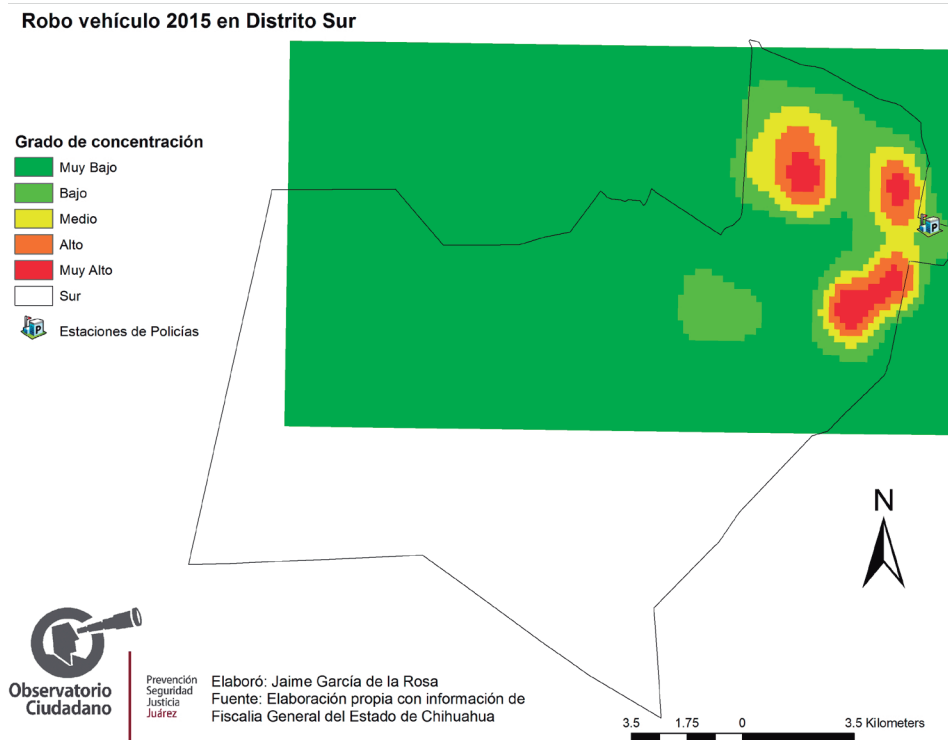 Robo vehículo 2015 en Distrito Sur
Grado de concentración
Muy Bajo
Bajo
Medio
Alto
Muy Alto
Sur
P
Estaciones de Policías
P
N
Observatorio
Ciudadano
Prevención
Seguridad
Justicia
Juárez
Elaboró: Jaime García de la Rosa
Fuente: Elaboración propia con información de
Fiscalia General del Estado de Chihuahua
3.5 1.75 0 3.5 Kilometers